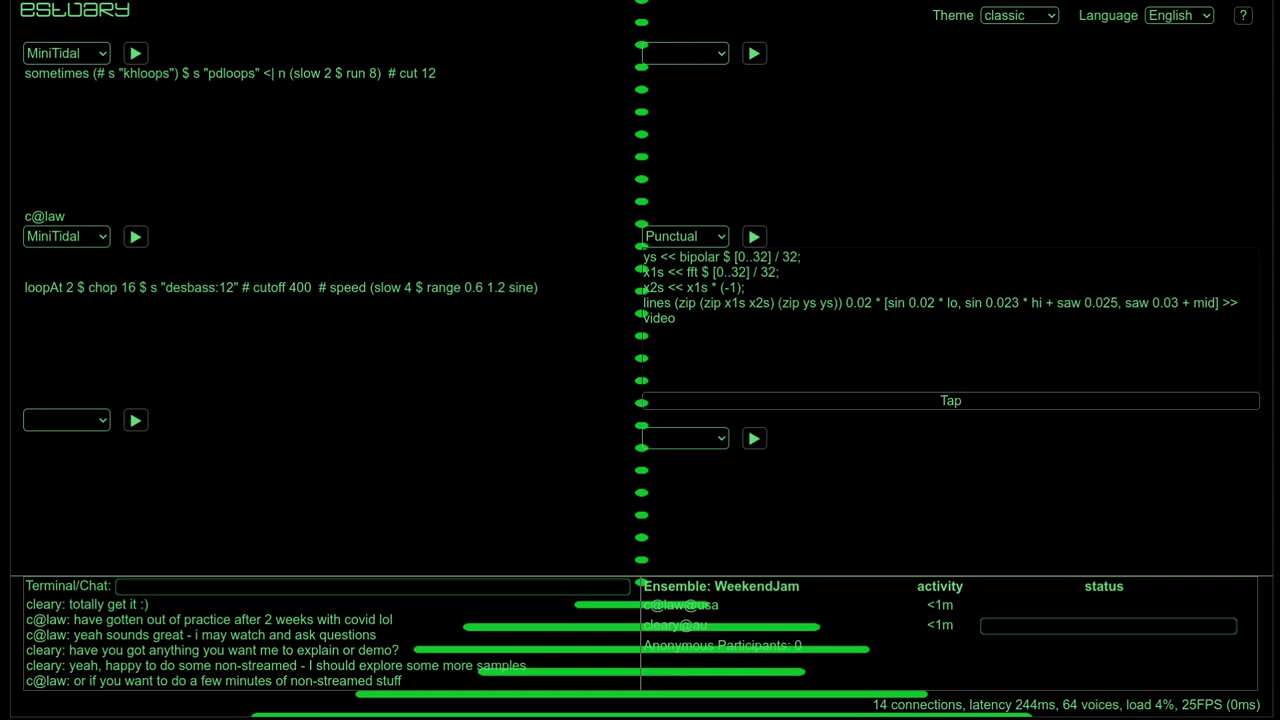 estuary
Theme classic Language English ?
MiniTidal
sometimes (# s "khloops") $ s "pdloops" <| n (slow 2 $ run 8)  # cut 12
c@law
MiniTidal
loopAt 2 $ chop 16 $ s "desbass:12" # cutoff 400  # speed (slow 4 $ range 0.6 1.2 sine)
Punctual
ys << bipolar $ [0..32] / 32;
x1s << fft $ [0..32] / 32;
x2s << x1s * (-1);
lines (zip (zip x1s x2s) (zip ys ys)) 0.02 * [sin 0.02 * lo, sin 0.023 * hi + saw 0.025, saw 0.03 + mid] >>
video
Tap
Terminal/Chat:
cleary: totally get it :)
c@law: have gotten out of practice after 2 weeks with covid lol
c@law: yeah sounds great - i may watch and ask questions
cleary: have you got anything you want me to explain or demo?
cleary: yeah, happy to do some non-streamed - I should explore some more samples
c@law: or if you want to do a few minutes of non-streamed stuff
Ensemble: WeekendJam activity status
c@law@usa <1m
cleary@au <1m
Anonymous Participants: 0
14 connections, latency 244ms, 64 voices, load 4%, 25FPS (0ms)